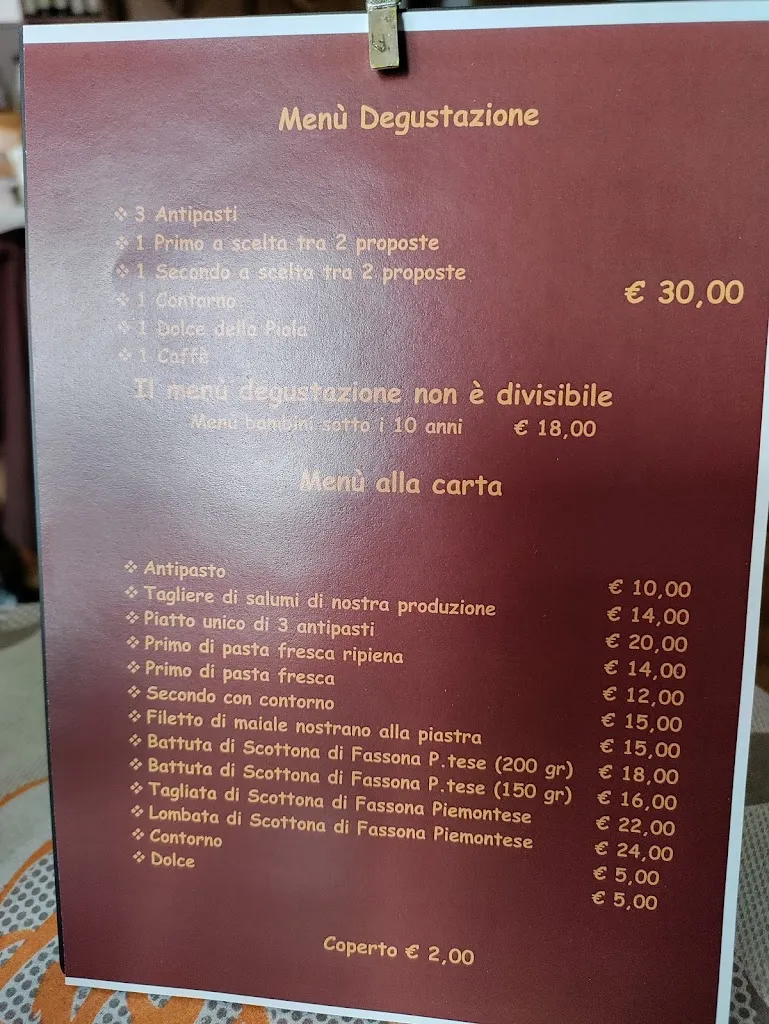 Menù Degustazione
❖ 3 Antipasti
❖ 1 Primo a scelta tra 2 proposte
❖ 1 Secondo a scelta tra 2 proposte
❖ 1 Contorno
❖ 1 Dolce della Piola
❖ 1 Caffè
€ 30,00
Il menù degustazione non è divisibile
Menù bambini sotto i 10 anni € 18,00
Menù alla carta
❖ Antipasto € 10,00
❖ Tagliere di salumi di nostra produzione € 14,00
❖ Piatto unico di 3 antipasti € 20,00
❖ Primo di pasta fresca ripiena € 14,00
❖ Primo di pasta fresca € 12,00
❖ Secondo con contorno € 15,00
❖ Filetto di maiale nostrano alla piastra € 15,00
❖ Battuta di Scottona di Fassona P.tese (200 gr) € 18,00
❖ Battuta di Scottona di Fassona P.tese (150 gr) € 16,00
❖ Tagliata di Scottona di Fassona Piemontese € 22,00
❖ Lombata di Scottona di Fassona Piemontese € 24,00
❖ Contorno € 5,00
❖ Dolce € 5,00
Coperto € 2,00